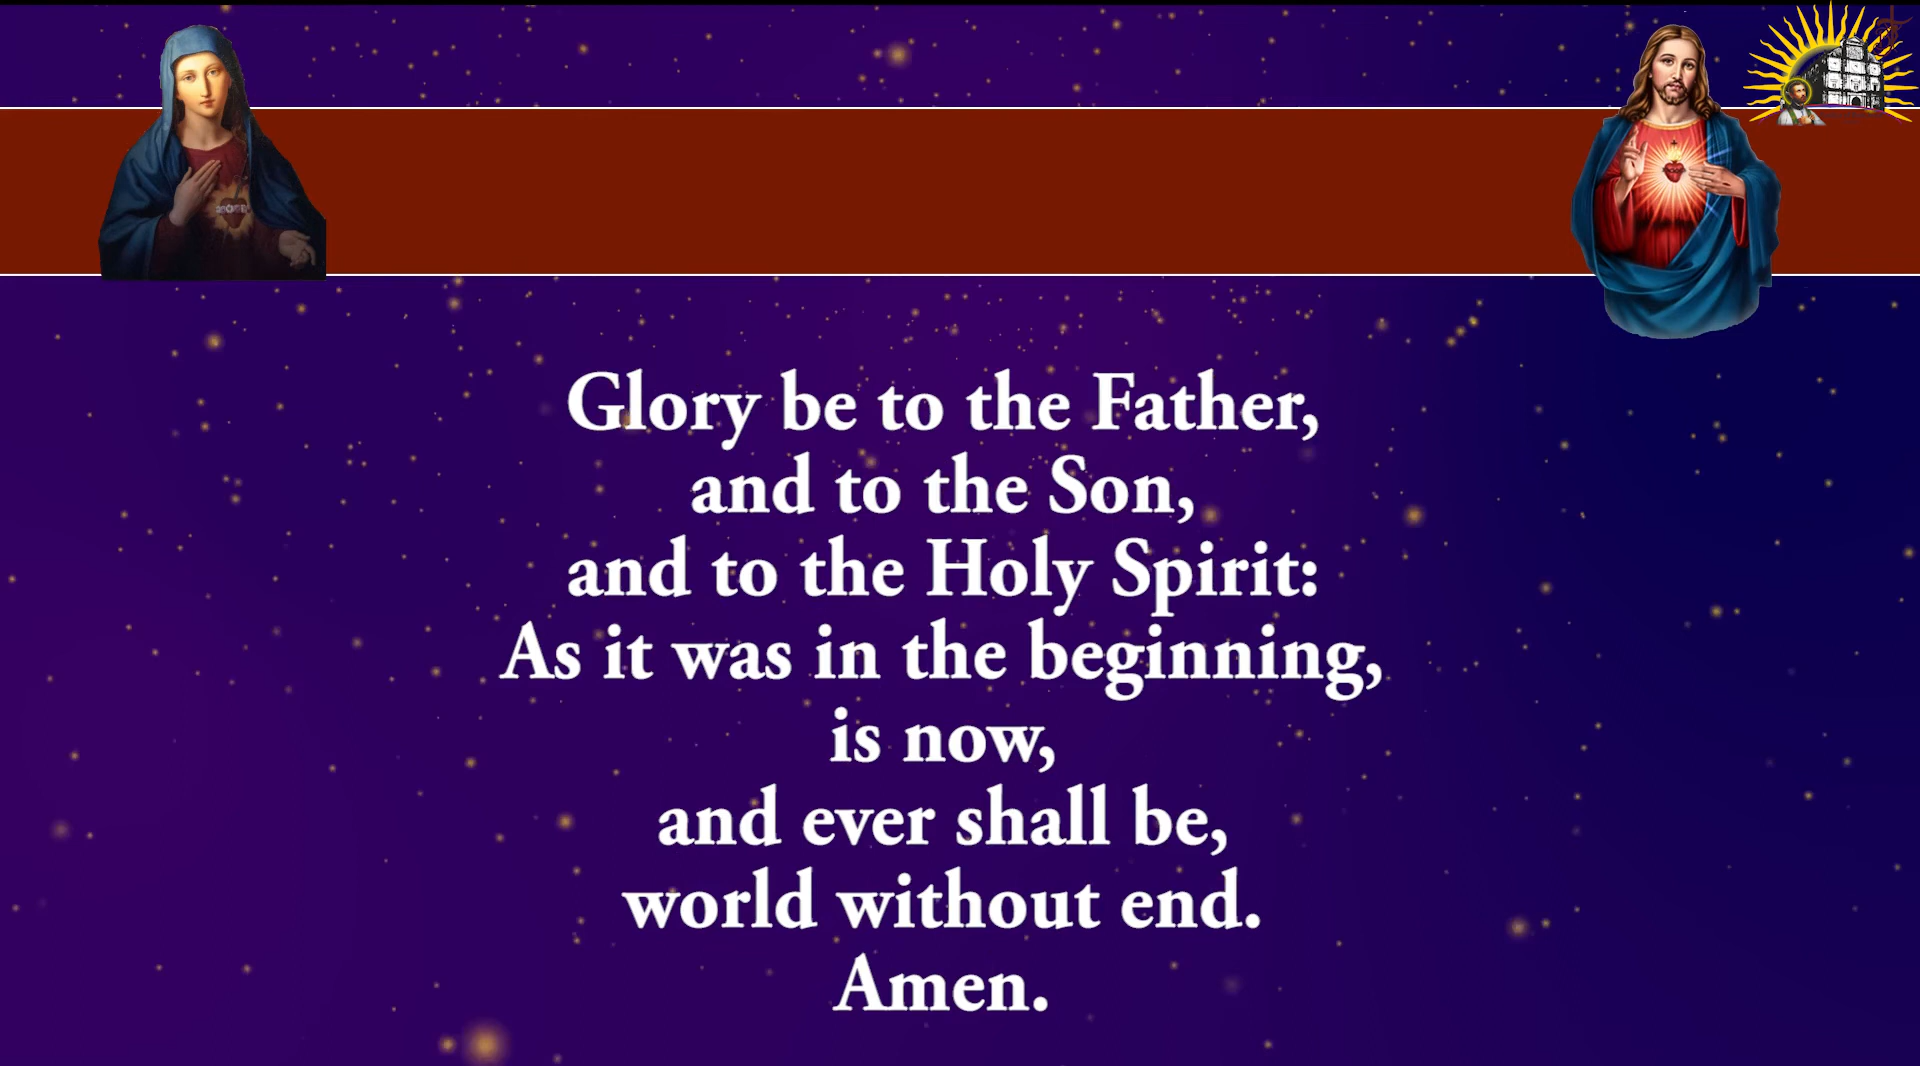 Glory be to the Father,
and to the Son,
and to the Holy Spirit:
As it was in the beginning,
is now,
and ever shall be,
world without end.
Amen.